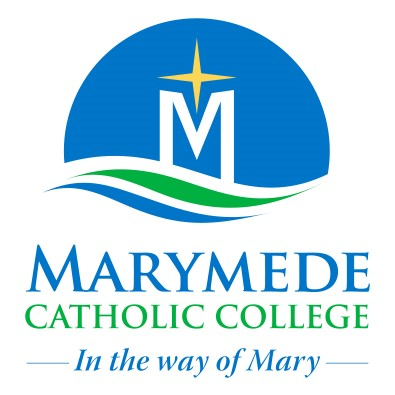 M
MARYMEDE
CATHOLIC COLLEGE
In the way of Mary